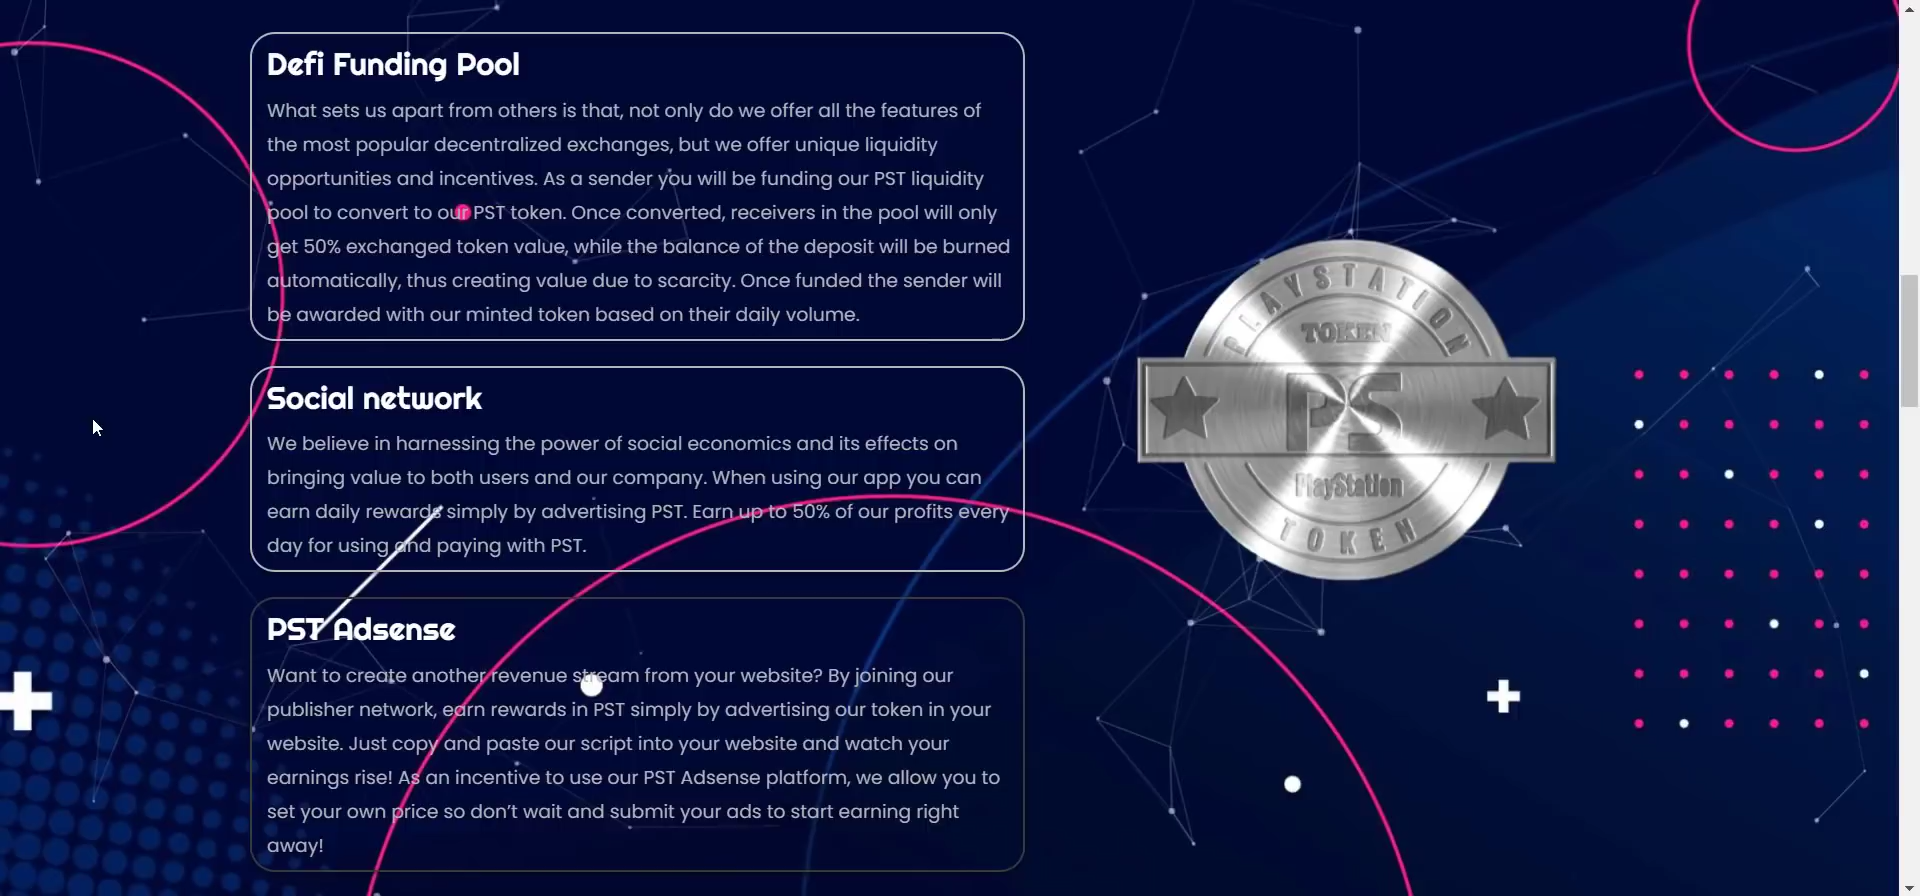 Defi Funding Pool
What sets us apart from others is that, not only do we offer all the features of
the most popular decentralized exchanges, but we offer unique liquidity
opportunities and incentives. As a sender you will be funding our PST liquidity
pool to convert to our PST token. Once converted, receivers in the pool will only
get 50% exchanged token value, while the balance of the deposit will be burned
automatically, thus creating value due to scarcity. Once funded the sender will
be awarded with our minted token based on their daily volume.
Social network
We believe in harnessing the power of social economics and its effects on
bringing value to both users and our company. When using our app you can
earn daily rewards simply by advertising PST. Earn up to 50% of our profits every
day for using and paying with PST.
PST Adsense
Want to create another revenue stream from your website? By joining our
publisher network, earn rewards in PST simply by advertising our token in your
website. Just copy and paste our script into your website and watch your
earnings rise! As an incentive to use our PST Adsense platform, we allow you to
set your own price so don’t wait and submit your ads to start earning right
away!
PLAYSTATION
TOKEN
PS
PlayStation
TOKEN